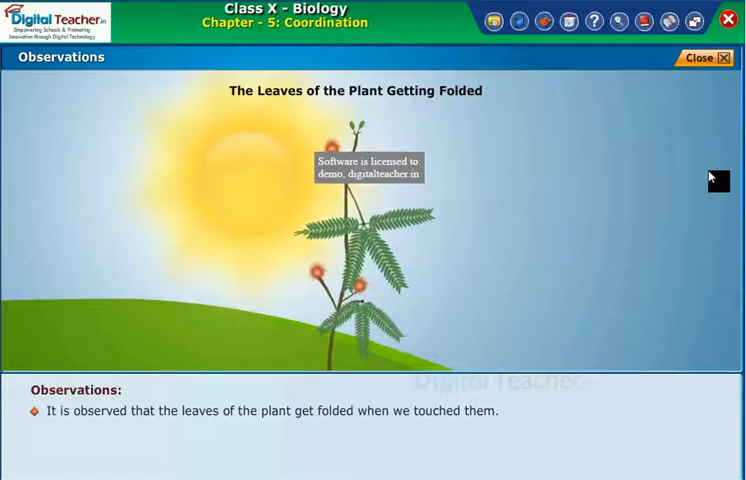 Digital Teacher.in
Empowering Schools & Promoting
Innovation through Digital Technology
Class X - Biology
Chapter - 5: Coordination
Observations
Close
The Leaves of the Plant Getting Folded
Software is licensed to:
demo, digitalteacher.in
Digital Teacher
Observations:
It is observed that the leaves of the plant get folded when we touched them.